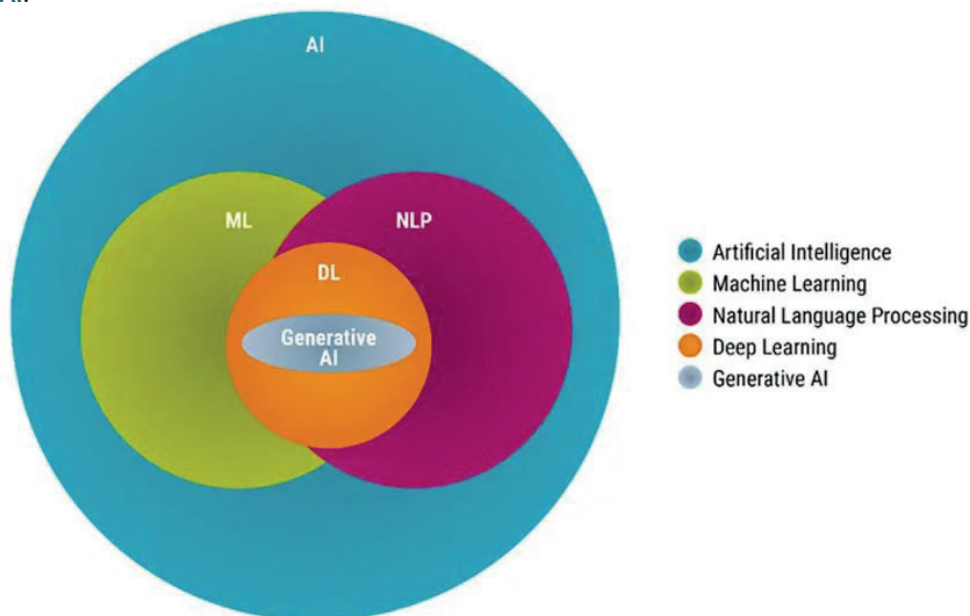 AI
ML
NLP
DL
Generative
AI
Artificial Intelligence
Machine Learning
Natural Language Processing
Deep Learning
Generative AI